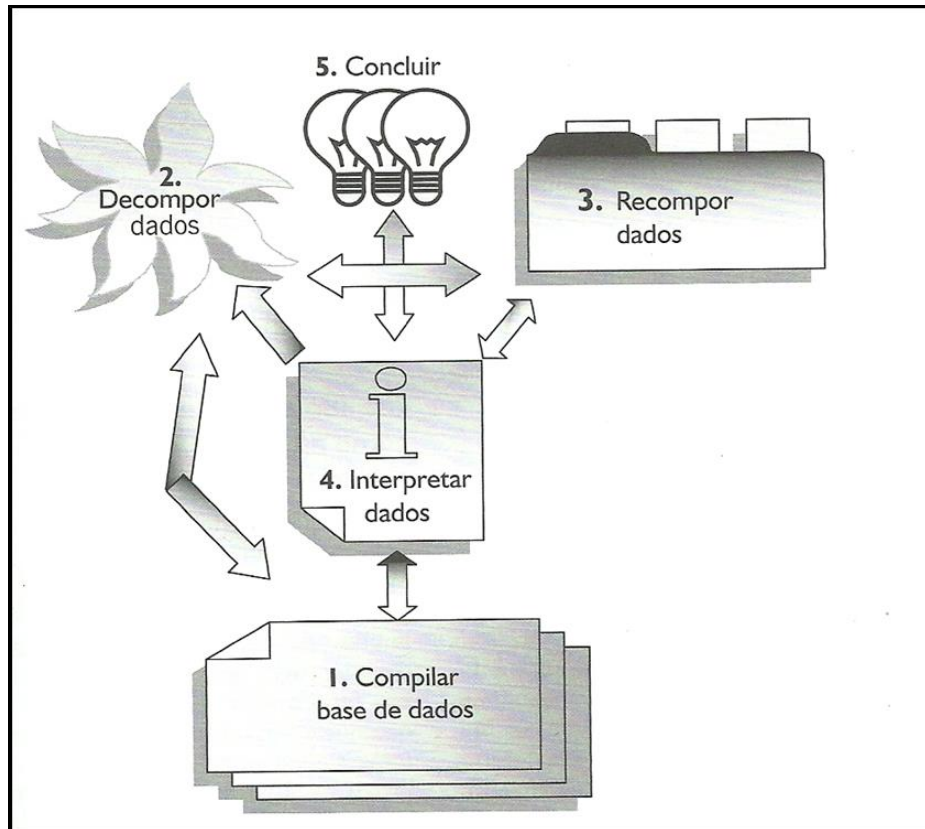 5. Concluir
2.
Decompor
dados
3. Recompor
dados
4. Interpretar
dados
1. Compilar
base de dados